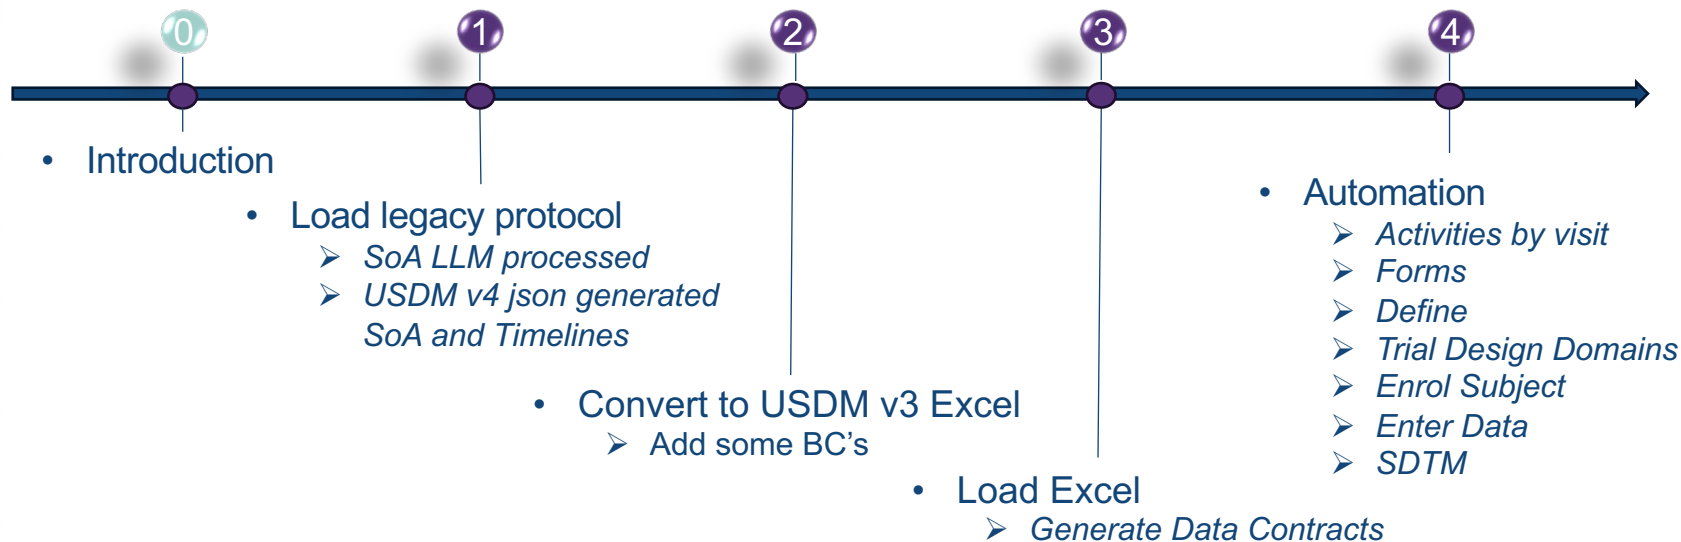 0
1
2
3
4
• Introduction
• Load legacy protocol
➢ SoA LLM processed
➢ USDM v4 json generated
SoA and Timelines
• Convert to USDM v3 Excel
➢ Add some BC’s
• Load Excel
➢ Generate Data Contracts
• Automation
➢ Activities by visit
➢ Forms
➢ Define
➢ Trial Design Domains
➢ Enrol Subject
➢ Enter Data
➢ SDTM